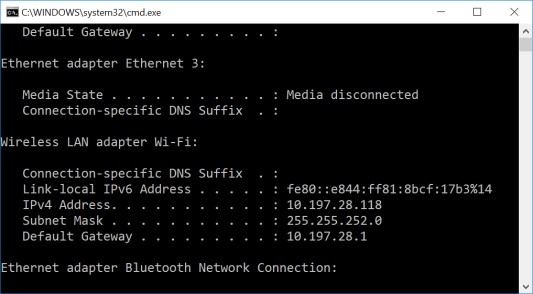 C:\WINDOWS\system32\cmd.exe
Default Gateway . . . . . . . . . :
Ethernet adapter Ethernet 3:
Media State . . . . . . . . . . . : Media disconnected
Connection-specific DNS Suffix  . :
Wireless LAN adapter Wi-Fi:
Connection-specific DNS Suffix  . :
Link-local IPv6 Address . . . . . : fe80::e844:ff81:8bcf:17b3%14
IPv4 Address. . . . . . . . . . . : 10.197.28.118
Subnet Mask . . . . . . . . . . . : 255.255.252.0
Default Gateway . . . . . . . . . : 10.197.28.1
Ethernet adapter Bluetooth Network Connection: